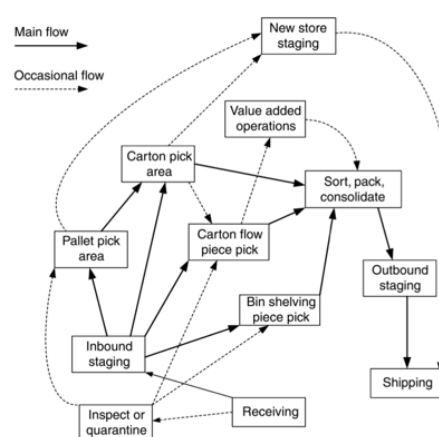 Main flow
Occasional flow
New store
staging
Value added
operations
Carton pick
area
Sort, pack,
consolidate
Pallet pick
area
Carton flow
piece pick
Outbound
staging
Bin shelving
piece pick
Inbound
staging
Shipping
Inspect or
quarantine
Receiving